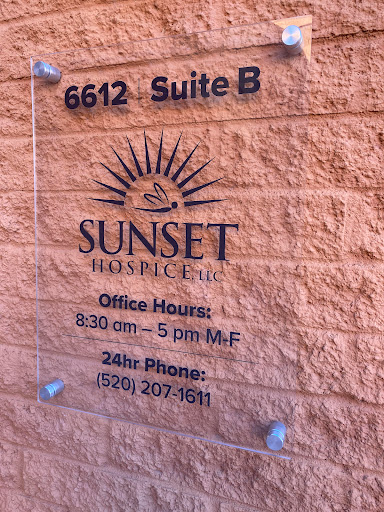 6612 Suite B
SUNSET
HOSPICE, LLC
Office Hours:
8:30 am – 5 pm M-F
24hr Phone:
(520) 207-1611